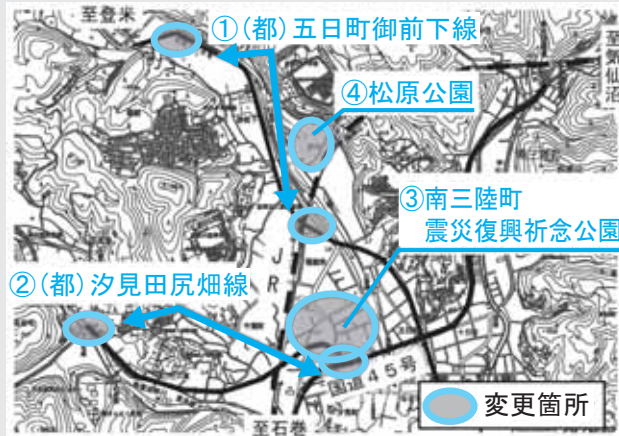 至登米
①(都)五日町御前下線
至気仙沼
④松原公園
③南三陸町
震災復興祈念公園
JR
②(都)汐見田尻畑線
国道45号
至石巻
変更箇所